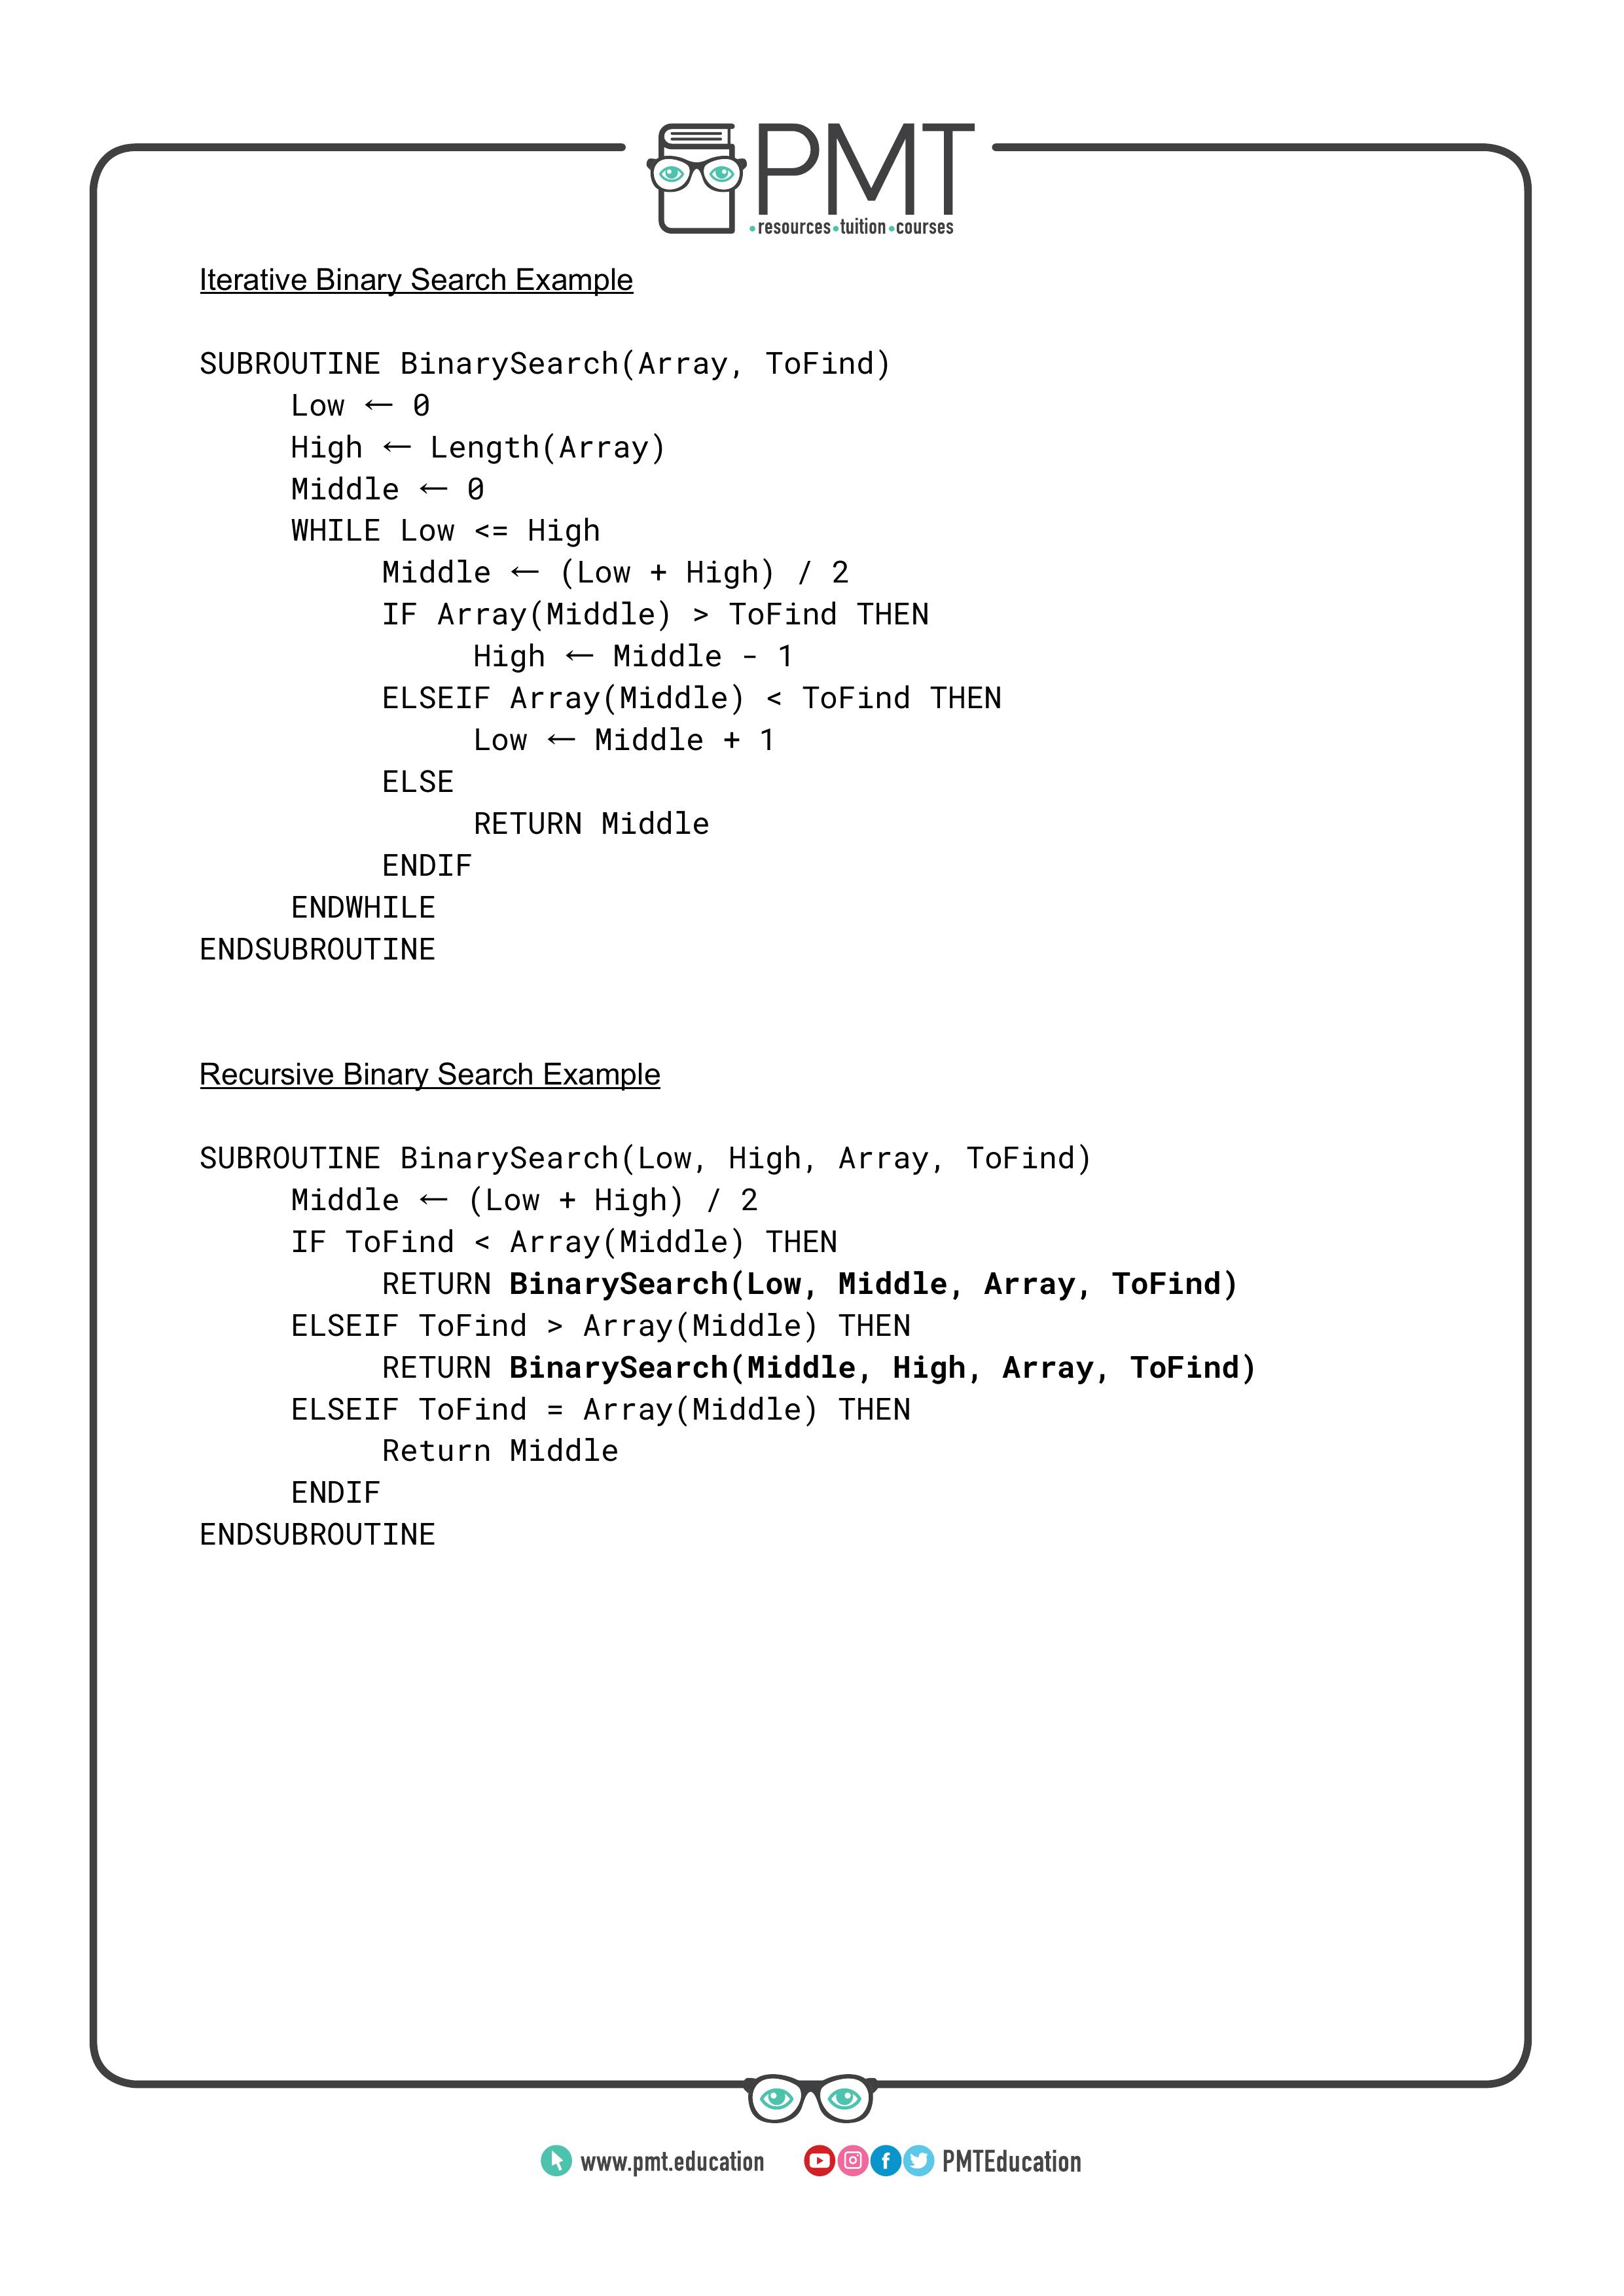 PMT
•resources•tuition•courses
Iterative Binary Search Example
SUBROUTINE BinarySearch(Array, ToFind)
     Low ← 0
     High ← Length(Array)
     Middle ← 0
     WHILE Low <= High
          Middle ← (Low + High) / 2
          IF Array(Middle) > ToFind THEN
               High ← Middle - 1
          ELSEIF Array(Middle) < ToFind THEN
               Low ← Middle + 1
          ELSE
               RETURN Middle
          ENDIF
     ENDWHILE
ENDSUBROUTINE
Recursive Binary Search Example
SUBROUTINE BinarySearch(Low, High, Array, ToFind)
     Middle ← (Low + High) / 2
     IF ToFind < Array(Middle) THEN
          RETURN BinarySearch(Low, Middle, Array, ToFind)
     ELSEIF ToFind > Array(Middle) THEN
          RETURN BinarySearch(Middle, High, Array, ToFind)
     ELSEIF ToFind = Array(Middle) THEN
          Return Middle
     ENDIF
ENDSUBROUTINE
www.pmt.education PMTEducation